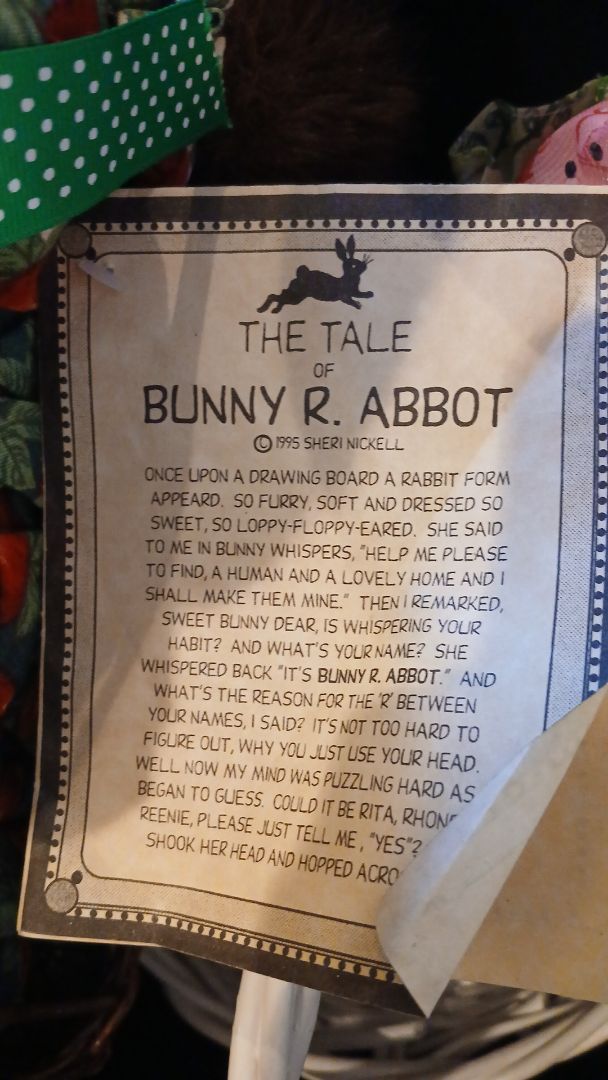 THE TALE
OF
BUNNY R. ABBOT
© 1995 SHERI NICKELL
ONCE UPON A DRAWING BOARD A RABBIT FORM
APPEARD. SO FURRY, SOFT AND DRESSED SO
SWEET, SO LOPPY-FLOPPY-EARED. SHE SAID
TO ME IN BUNNY WHISPERS, "HELP ME PLEASE
TO FIND, A HUMAN AND A LOVELY HOME AND I
SHALL MAKE THEM MINE." THEN I REMARKED,
SWEET BUNNY DEAR, IS WHISPERING YOUR
HABIT? AND WHAT'S YOUR NAME? SHE
WHISPERED BACK "IT'S BUNNY R. ABBOT." AND
WHAT'S THE REASON FOR THE 'R' BETWEEN
YOUR NAMES, I SAID? IT'S NOT TOO HARD TO
FIGURE OUT, WHY YOU JUST USE YOUR HEAD.
WELL NOW MY MIND WAS PUZZLING HARD AS
BEGAN TO GUESS. COULD IT BE RITA,
REENIE, PLEASE JUST TELL ME, "YES"?
SHOOK HER HEAD AND HOPPED